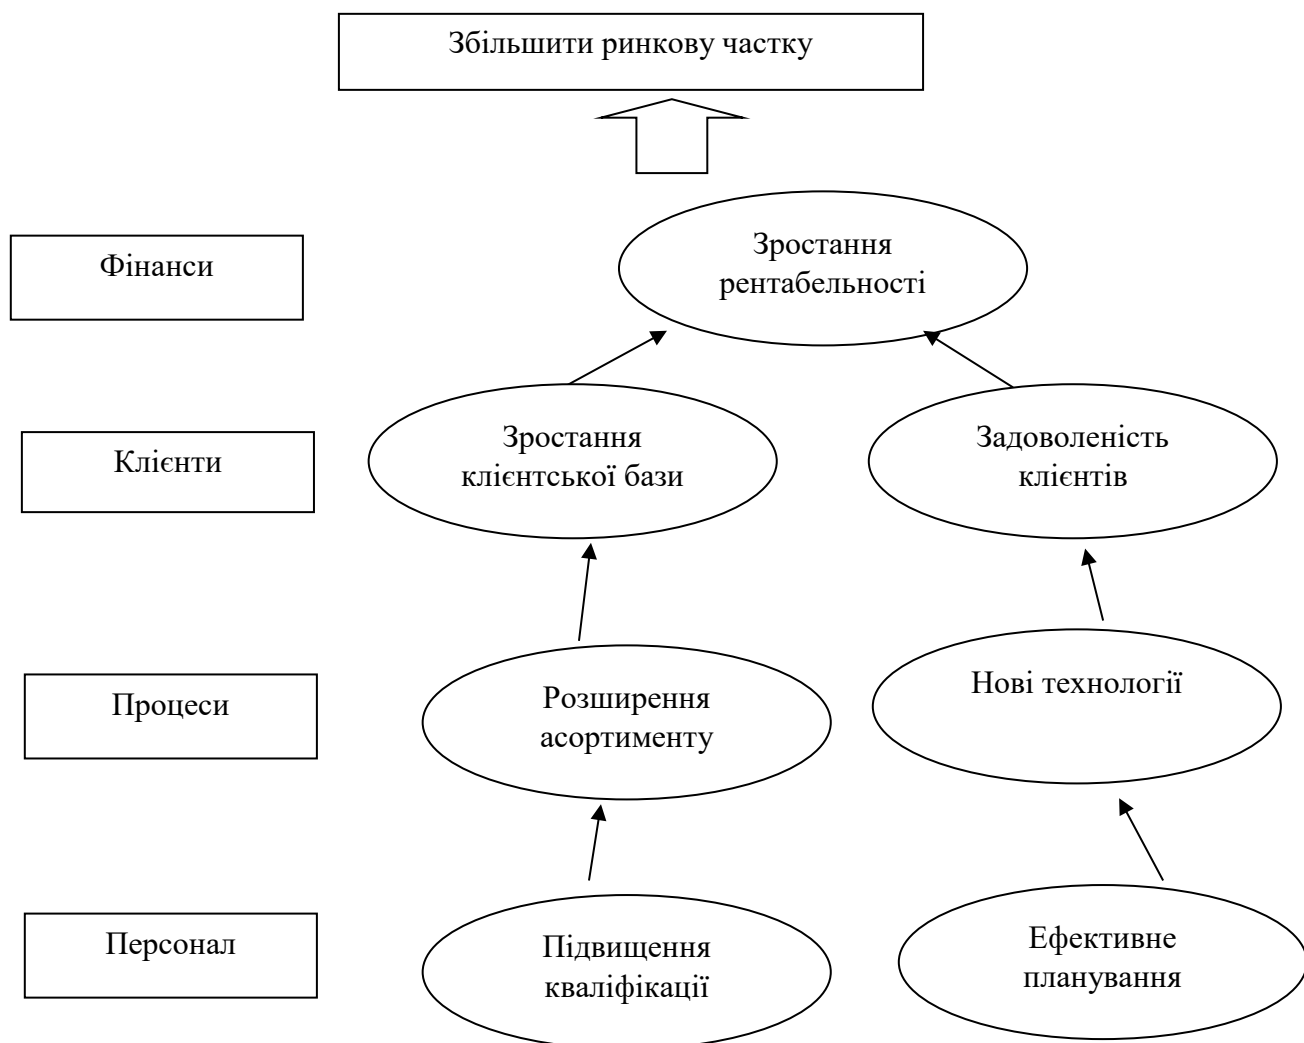 Збільшити ринкову частку
Фінанси
Зростання
рентабельності
Клієнти
Зростання
клієнтської бази
Задоволеність
клієнтів
Процеси
Розширення
асортименту
Нові технології
Персонал
Підвищення
кваліфікації
Ефективне
планування